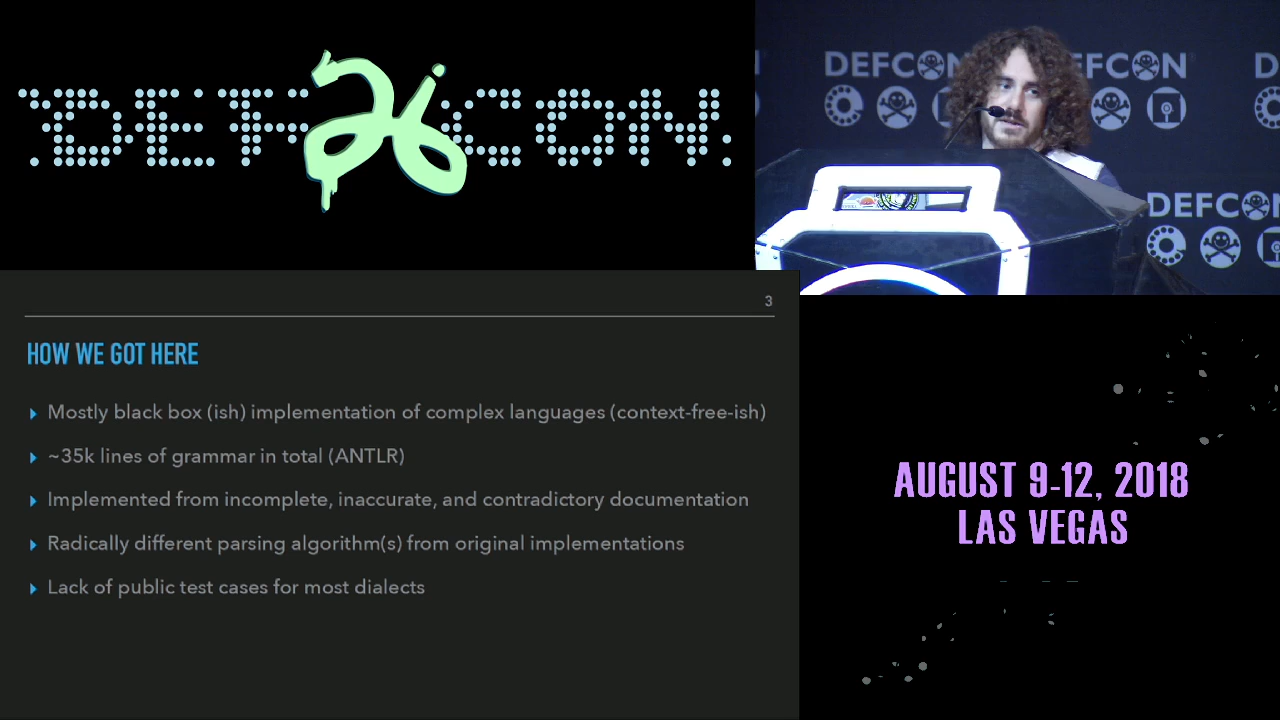 DEF 26 CON
DEFCON
DEFCON
DEFCON
3
HOW WE GOT HERE
Mostly black box (ish) implementation of complex languages (context-free-ish)
~35k lines of grammar in total (ANTLR)
Implemented from incomplete, inaccurate, and contradictory documentation
Radically different parsing algorithm(s) from original implementations
Lack of public test cases for most dialects
AUGUST 9-12, 2018
LAS VEGAS